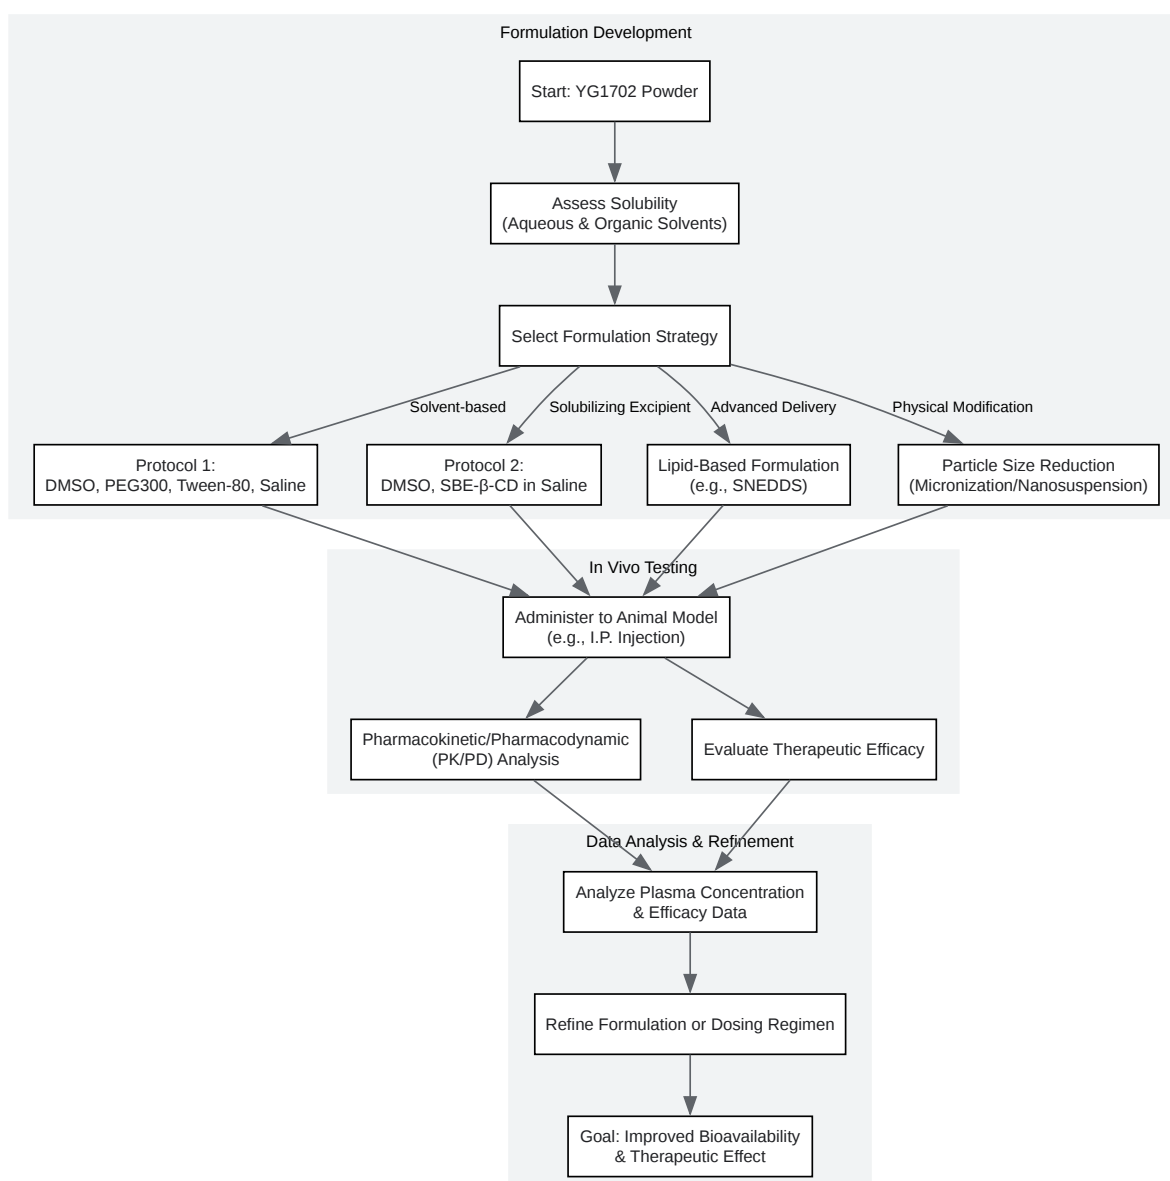 Formulation Development
Start: YG1702 Powder
Assess Solubility
(Aqueous & Organic Solvents)
Select Formulation Strategy
Solvent-based
Solubilizing Excipient
Advanced Delivery
Physical Modification
Protocol 1:
DMSO, PEG300, Tween-80, Saline
Protocol 2:
DMSO, SBE-β-CD in Saline
Lipid-Based Formulation
(e.g., SNEDDS)
Particle Size Reduction
(Micronization/Nanosuspension)
In Vivo Testing
Administer to Animal Model
(e.g., I.P. Injection)
Pharmacokinetic/Pharmacodynamic
(PK/PD) Analysis
Evaluate Therapeutic Efficacy
Data Analysis & Refinement
Analyze Plasma Concentration
& Efficacy Data
Refine Formulation or Dosing Regimen
Goal: Improved Bioavailability
& Therapeutic Effect